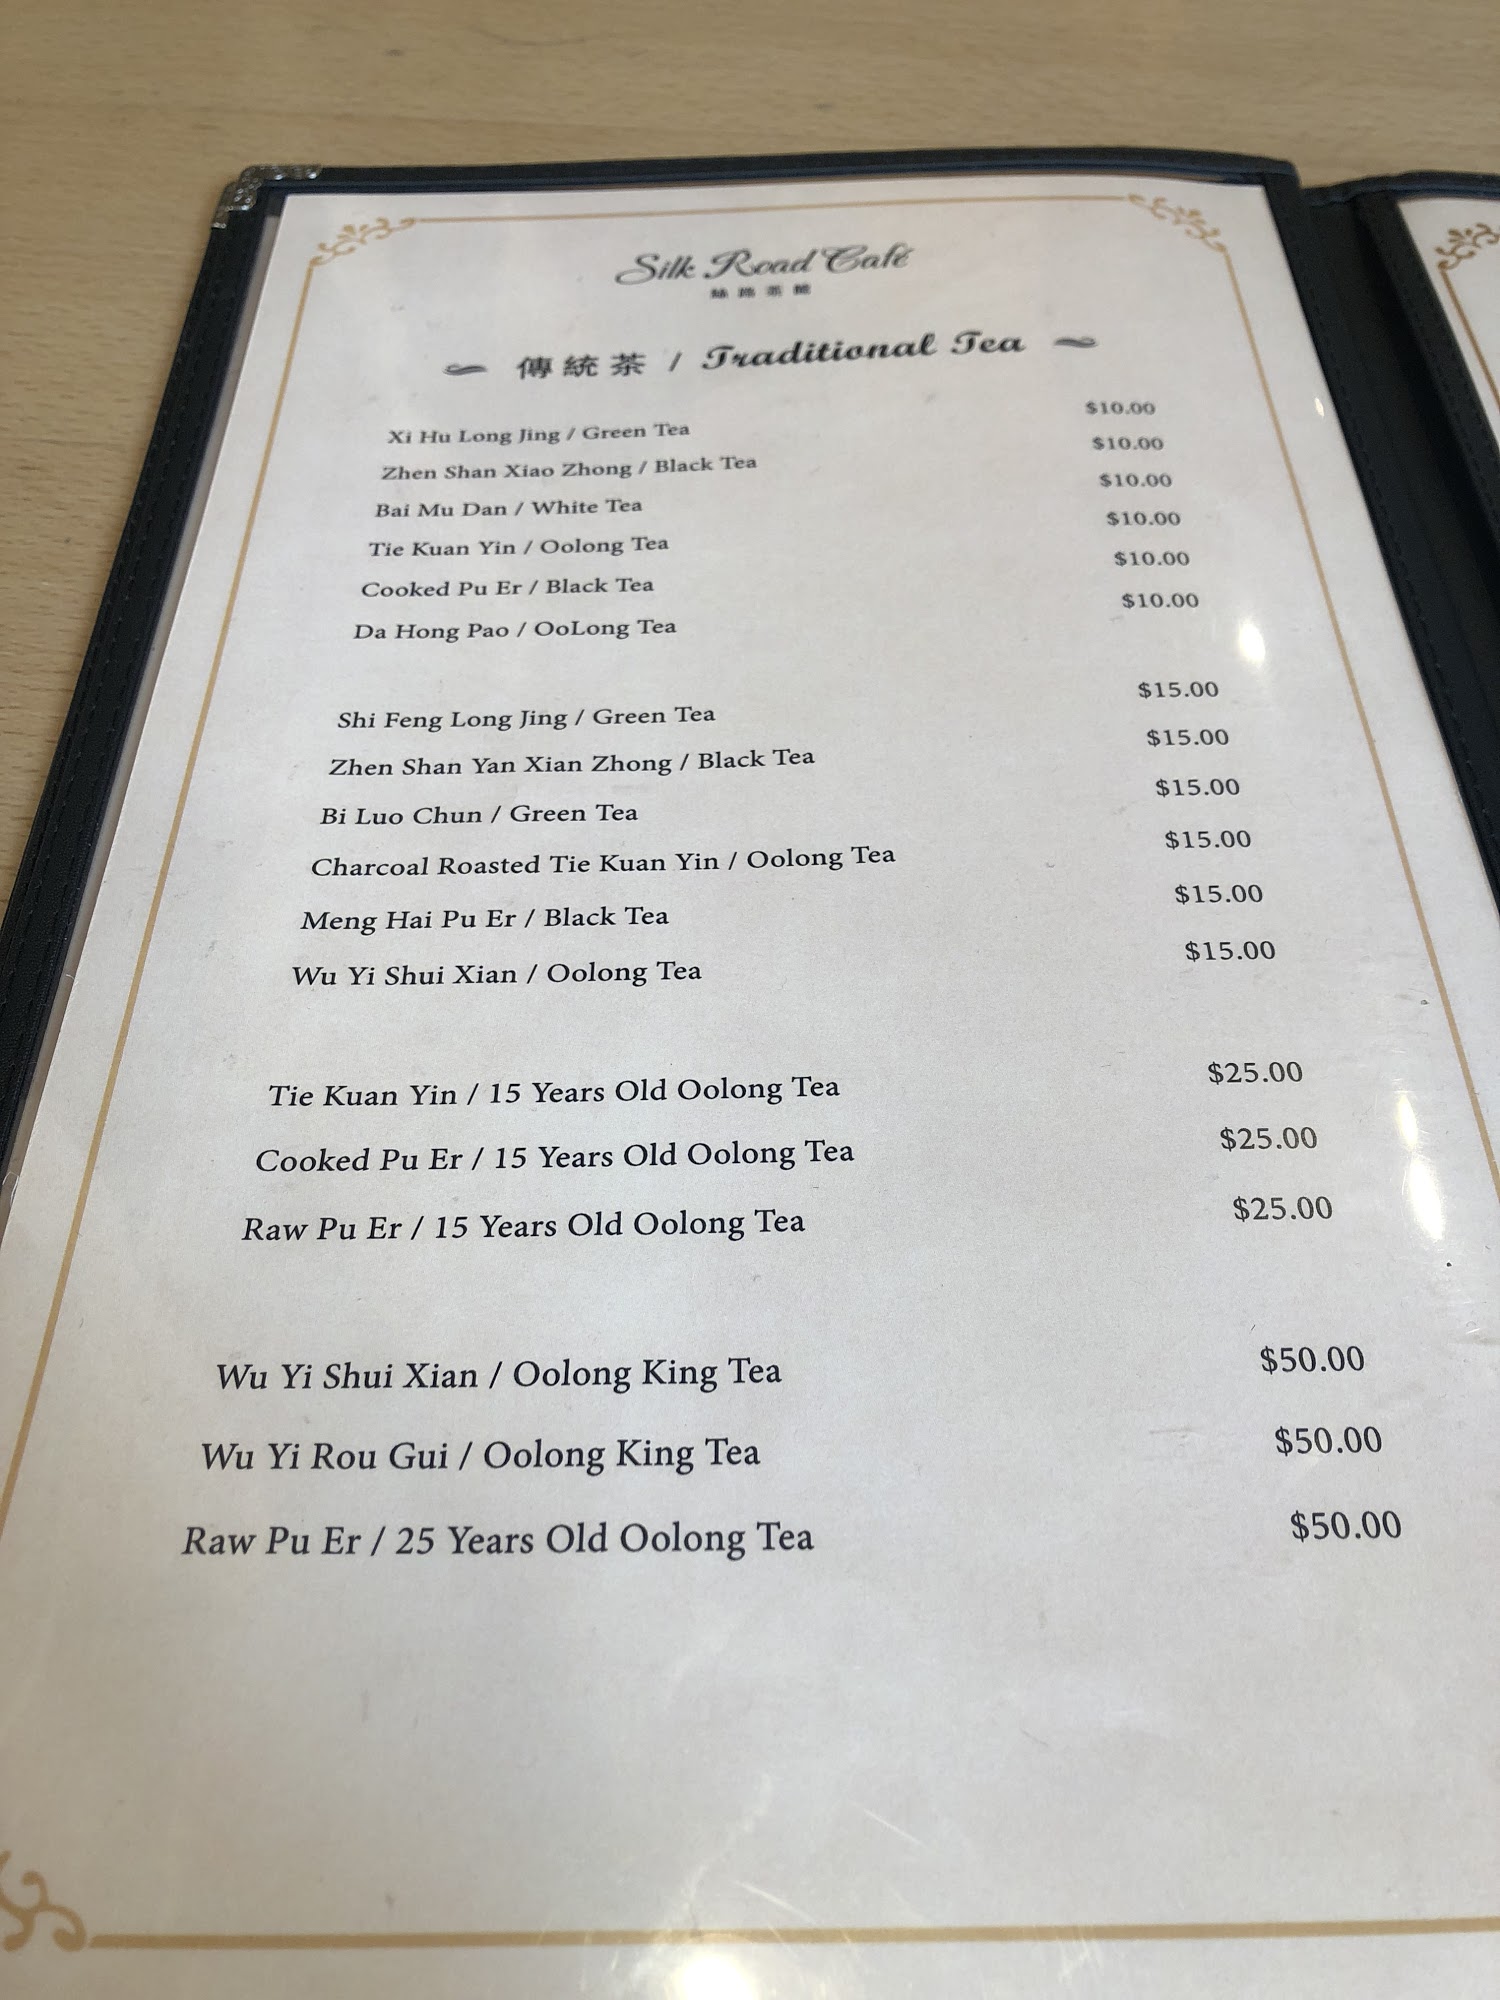 Silk Road Café
絲路茶館
傳統茶 / Traditional Tea
Xi Hu Long Jing / Green Tea $10.00
Zhen Shan Xiao Zhong / Black Tea $10.00
Bai Mu Dan / White Tea $10.00
Tie Kuan Yin / Oolong Tea $10.00
Cooked Pu Er / Black Tea $10.00
Da Hong Pao / OoLong Tea $10.00
Shi Feng Long Jing / Green Tea $15.00
Zhen Shan Yan Xian Zhong / Black Tea $15.00
Bi Luo Chun / Green Tea $15.00
Charcoal Roasted Tie Kuan Yin / Oolong Tea $15.00
Meng Hai Pu Er / Black Tea $15.00
Wu Yi Shui Xian / Oolong Tea $15.00
Tie Kuan Yin / 15 Years Old Oolong Tea $25.00
Cooked Pu Er / 15 Years Old Oolong Tea $25.00
Raw Pu Er / 15 Years Old Oolong Tea $25.00
Wu Yi Shui Xian / Oolong King Tea $50.00
Wu Yi Rou Gui / Oolong King Tea $50.00
Raw Pu Er / 25 Years Old Oolong Tea $50.00